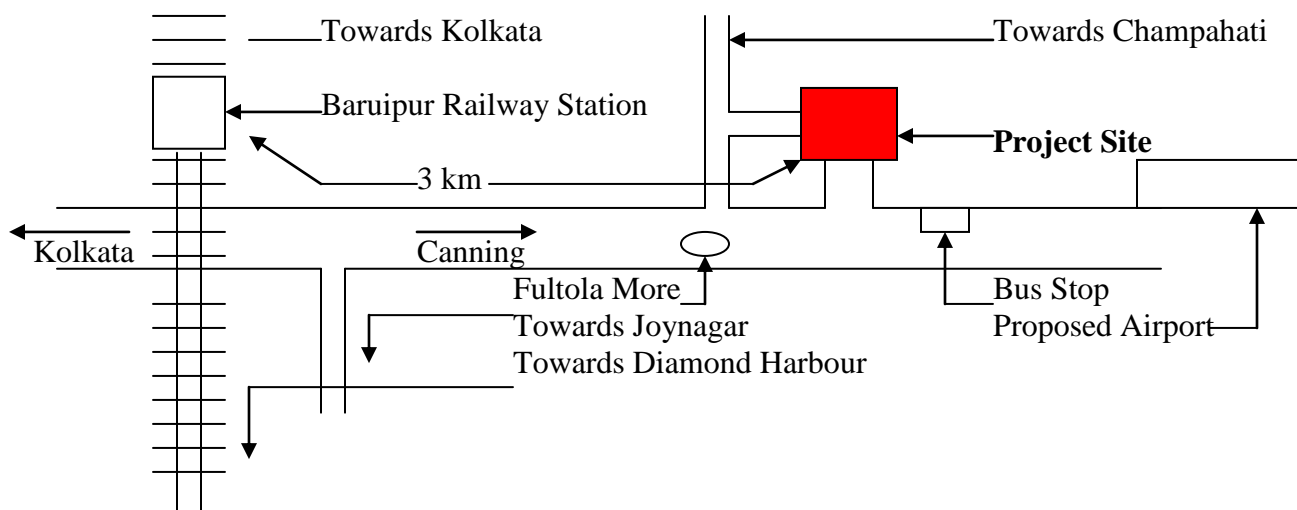 Towards Kolkata
Towards Champahati
Baruipur Railway Station
Project Site
3 km
Kolkata
Canning
Fultola More
Bus Stop
Towards Joynagar
Proposed Airport
Towards Diamond Harbour